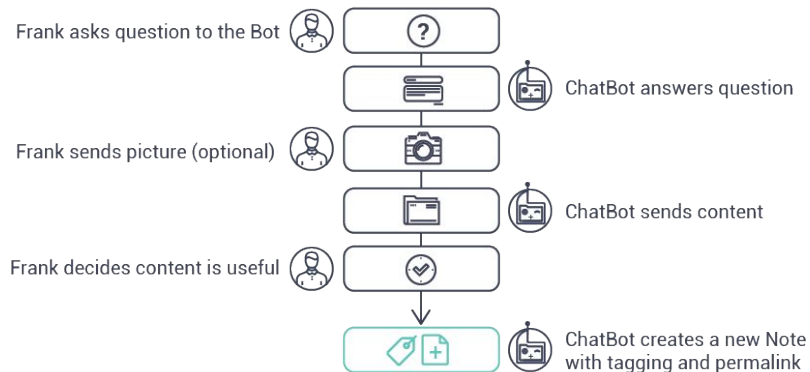 Frank asks question to the Bot
?
ChatBot answers question
Frank sends picture (optional)
ChatBot sends content
Frank decides content is useful
ChatBot creates a new Note
with tagging and permalink